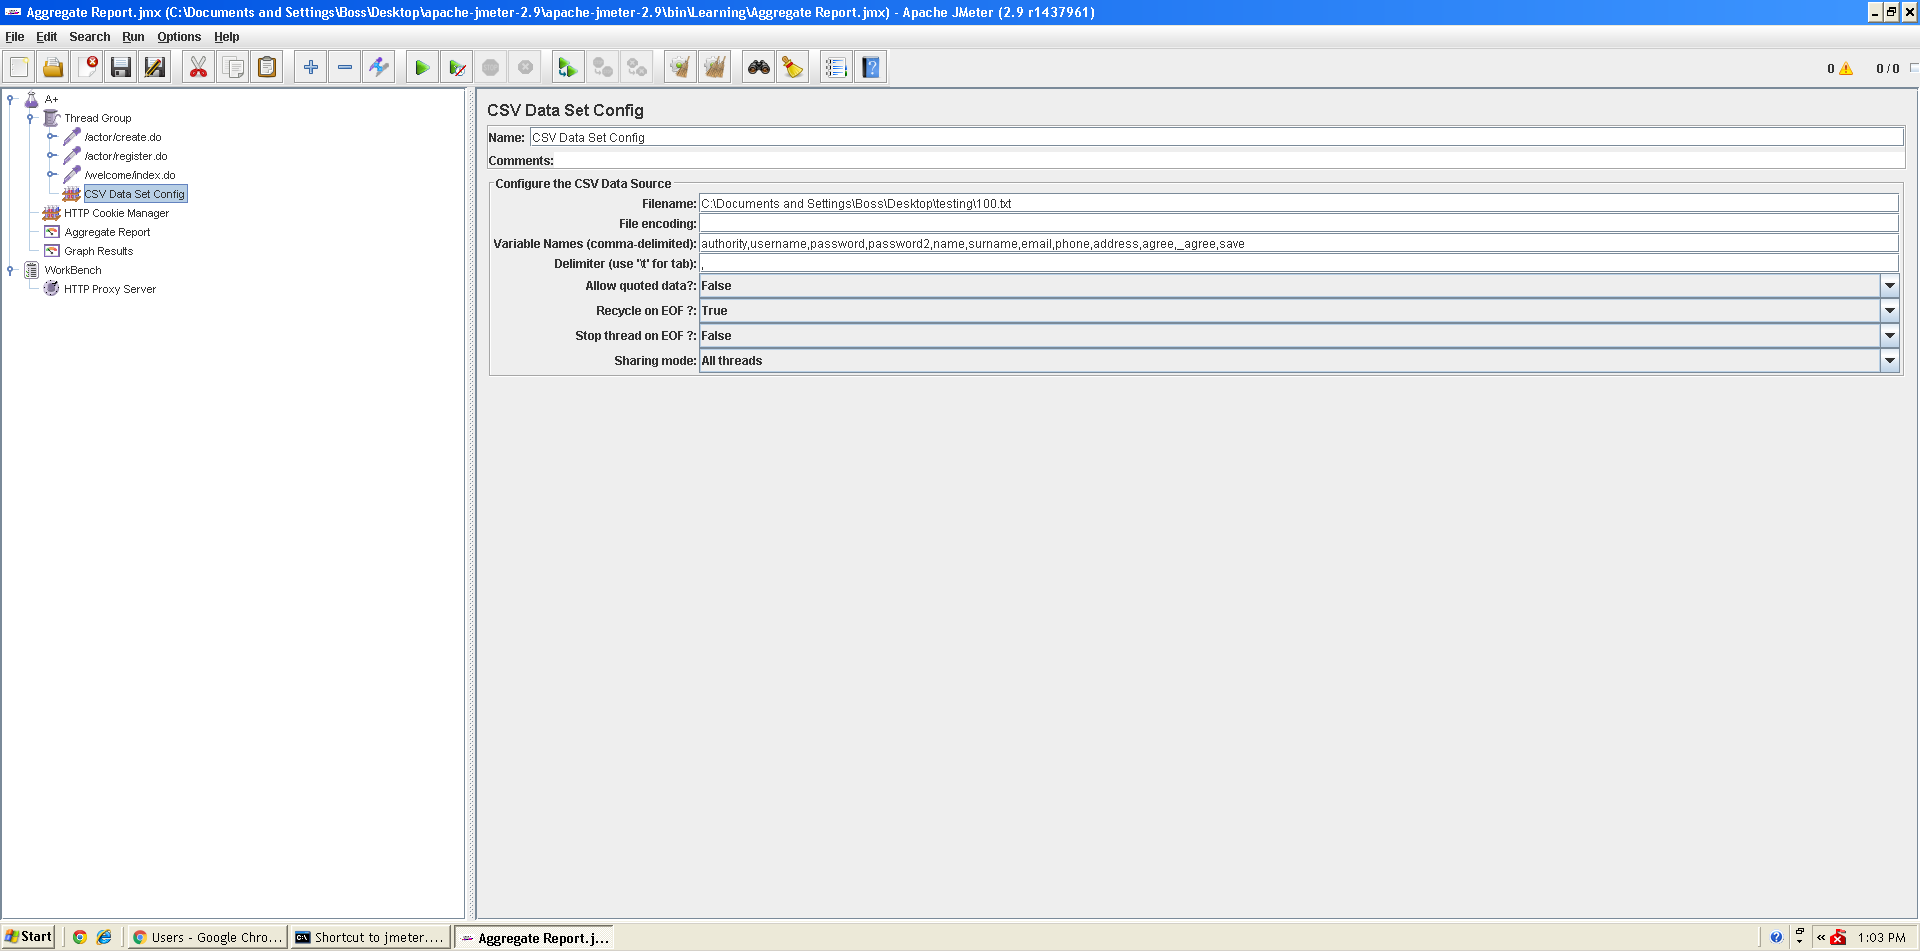 Aggregate Report.jmx (C:\Documents and Settings\Boss\Desktop\apache-jmeter-2.9\apache-jmeter-2.9\bin\Learning\Aggregate Report.jmx) - Apache JMeter (2.9 r1437961)
File Edit Search Run Options Help
0 0 / 0
A+
Thread Group
/actor/create.do
/actor/register.do
/welcome/index.do
CSV Data Set Config
HTTP Cookie Manager
Aggregate Report
Graph Results
WorkBench
HTTP Proxy Server
CSV Data Set Config
Name: CSV Data Set Config
Comments:
Configure the CSV Data Source
Filename: C:\Documents and Settings\Boss\Desktop\testing\100.txt
File encoding:
Variable Names (comma-delimited): authority,username,password,password2,name,surname,email,phone,address,agree,_agree,save
Delimiter (use '\t' for tab): ,
Allow quoted data?: False
Recycle on EOF ?: True
Stop thread on EOF ?: False
Sharing mode: All threads
Start Users - Google Chro... Shortcut to jmeter.... Aggregate Report.j... « 1:03 PM